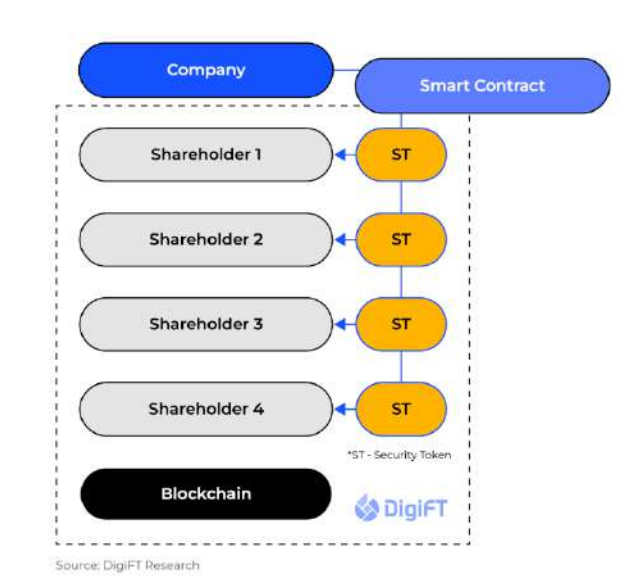 Company
Smart Contract
Shareholder 1
ST
Shareholder 2
ST
Shareholder 3
ST
Shareholder 4
ST
*ST - Security Token
Blockchain
DigiFT
Source: DigiFT Research